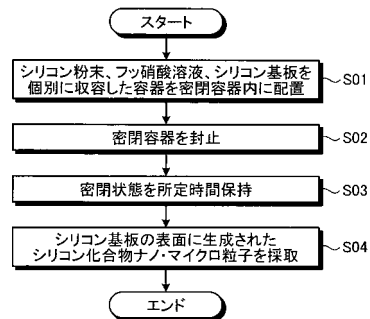 スタート
シリコン粉末、フッ硝酸溶液、シリコン基板を
個別に収容した容器を密閉容器内に配置
S01
密閉容器を封止
S02
密閉状態を所定時間保持
S03
シリコン基板の表面に生成された
シリコン化合物ナノ・マイクロ粒子を採取
S04
エンド